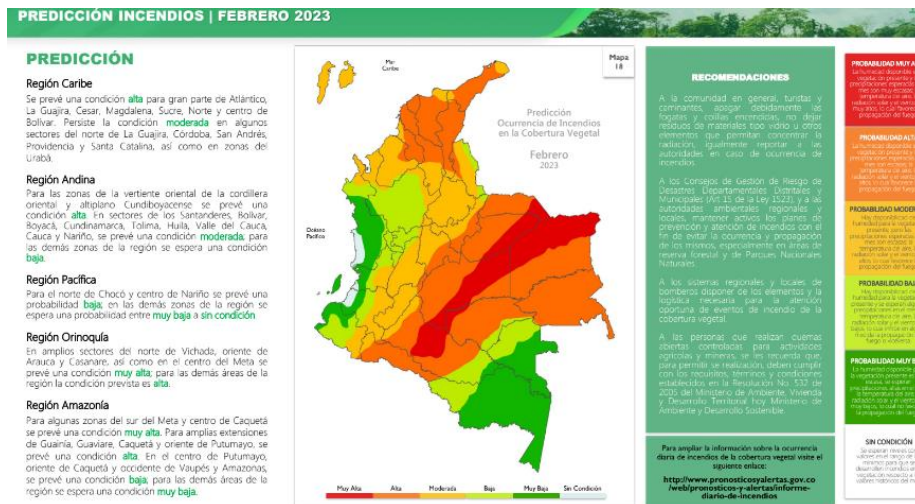 PREDICCIÓN INCENDIOS | FEBRERO 2023
PREDICCIÓN
Región Caribe
Se prevé una condición alta para gran parte de Atlántico,
La Guajira, Cesar, Magdalena, Sucre, Norte y centro de
Bolívar. Persiste la condición moderada en algunos
sectores del norte de La Guajira, Córdoba, San Andrés,
Providencia y Santa Catalina, así como en zonas del
Urabá.
Región Andina
Para las zonas de la vertiente oriental de la cordillera
oriental y altiplano Cundiboyacense se prevé una
condición alta. En sectores de los Santanderes, Bolívar,
Boyacá, Cundinamarca, Tolima, Huila, Valle del Cauca,
Cauca y Nariño, se prevé una condición moderada; para
las demás zonas de la región se espera una condición
baja.
Región Pacífica
Para el norte de Chocó y centro de Nariño se prevé una
probabilidad baja; en las demás zonas de la región se
espera una probabilidad entre muy baja a sin condición
Región Orinoquía
En amplios sectores del norte de Vichada, oriente de
Arauca y Casanare, así como en el centro del Meta se
prevé una condición muy alta; para las demás áreas de la
región la condición prevista es alta.
Región Amazonía
Para algunas zonas del sur del Meta y centro de Caquetá
se prevé una condición muy alta. Para amplias extensiones
de Guainía, Guaviare, Caquetá y oriente de Putumayo, se
prevé una condición alta. En el centro de Putumayo,
oriente de Caquetá y occidente de Vaupés y Amazonas,
se prevé una condición baja; para las demás áreas de la
región se espera una condición muy baja.
Mar
Caribe
Mapa
18
Predicción
Ocurrencia de Incendios
en la Cobertura Vegetal
Febrero
2023
Océano
Pacífico
Muy Alta
Alta
Moderada
Baja
Muy Baja
Sin Condición
RECOMENDACIONES
A la comunidad en general, turistas y
caminantes, apagar debidamente las
fogatas y colillas encendidas, no dejar
residuos de materiales tipo vidrio u otros
elementos que permitan concentrar la
radiación, igualmente reportar a las
autoridades en caso de ocurrencia de
incendios.
A los Consejos de Gestión de Riesgo de
Desastres Departamentales Distritales y
Municipales (Art 15 de la Ley 1523), y a las
autoridades ambientales regionales y
locales, mantener activos los planes de
prevención y atención de incendios con el
fin de evitar la ocurrencia y propagación
de los mismos, especialmente en áreas de
reserva forestal y de Parques Nacionales
Naturales.
A los sistemas regionales y locales de
bomberos disponer de los elementos y la
logística necesaria para la atención
oportuna de eventos de incendio de la
cobertura vegetal.
A las personas que realizan quemas
abiertas controladas para actividades
agrícolas y mineras, se les recuerda que,
para permitir su realización, deben cumplir
con los requisitos, términos y condiciones
establecidos en la Resolución No. 532 de
2005 del Ministerio de Ambiente, Vivienda
y Desarrollo Territorial hoy Ministerio de
Ambiente y Desarrollo Sostenible.
Para ampliar la información sobre la ocurrencia
diaria de incendios de la cobertura vegetal visite el
siguiente enlace:
http://www.pronosticosyalertas.gov.co
/web/pronosticos-y-alertas/informe-
diario-de-incendios
PROBABILIDAD MUY A
PROBABILIDAD ALT
PROBABILIDAD MODER
PROBABILIDAD BAJ
PROBABILIDAD MUY B
SIN CONDICIÓN